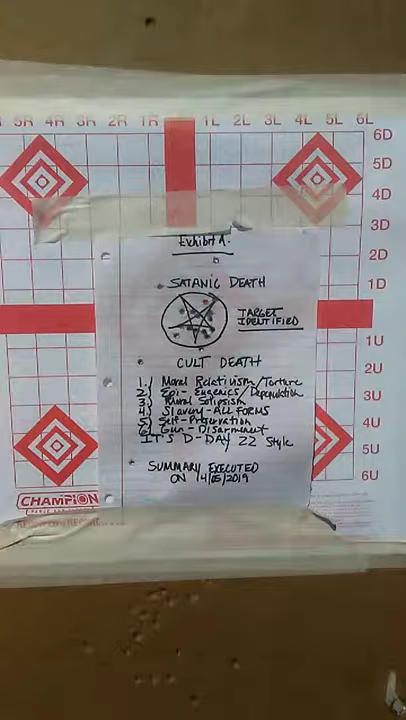 5R 4R 3R 2R 1R 1L 2L 3L 4L 5L 6L
6D
5D
4D
3D
2D
1D
1U
2U
3U
4U
5U
6U
Exhibit A.
SATANIC DEATH
TARGET
IDENTIFIED
CULT DEATH
1.) Moral Relativism/Torture
2.) Epi-Eugenics/Depopulation
3.) Moral Solipsism
4.) Slavery-ALL FORMS
5.) Self-Preservation
6.) Gun-Disarmament
IT'S D-DAY 22 Style
SUMMARY EXECUTED
ON 14/05/2019
CHAMPION